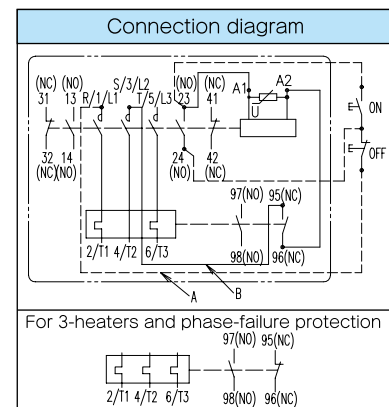 Connection diagram
(NC) (NO) S/3/L2 (NO) (NC) A1 A2
31 13 R/1/L1 T/5/L3 23 41
U
ON
OFF
32 14 24 42
(NC)(NO) (NO) (NC)
97(NO) 95(NC)
2/T1 4/T2 6/T3
98(NO) 96(NC)
A B
For 3-heaters and phase-failure protection
97(NO) 95(NC)
2/T1 4/T2 6/T3 98(NO) 96(NC)